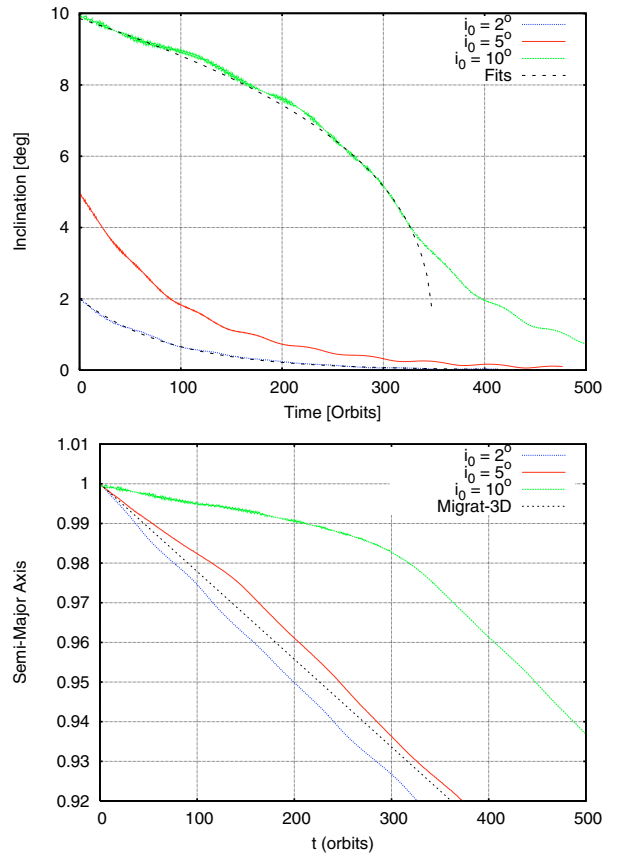 10
8
6
4
2
0
0
100
200
300
400
500
Inclination [deg]
Time [Orbits]
i₀ = 2°
i₀ = 5°
i₀ = 10°
Fits
1.01
1
0.99
0.98
0.97
0.96
0.95
0.94
0.93
0.92
0
100
200
300
400
500
Semi-Major Axis
t (orbits)
i₀ = 2°
i₀ = 5°
i₀ = 10°
Migrat-3D